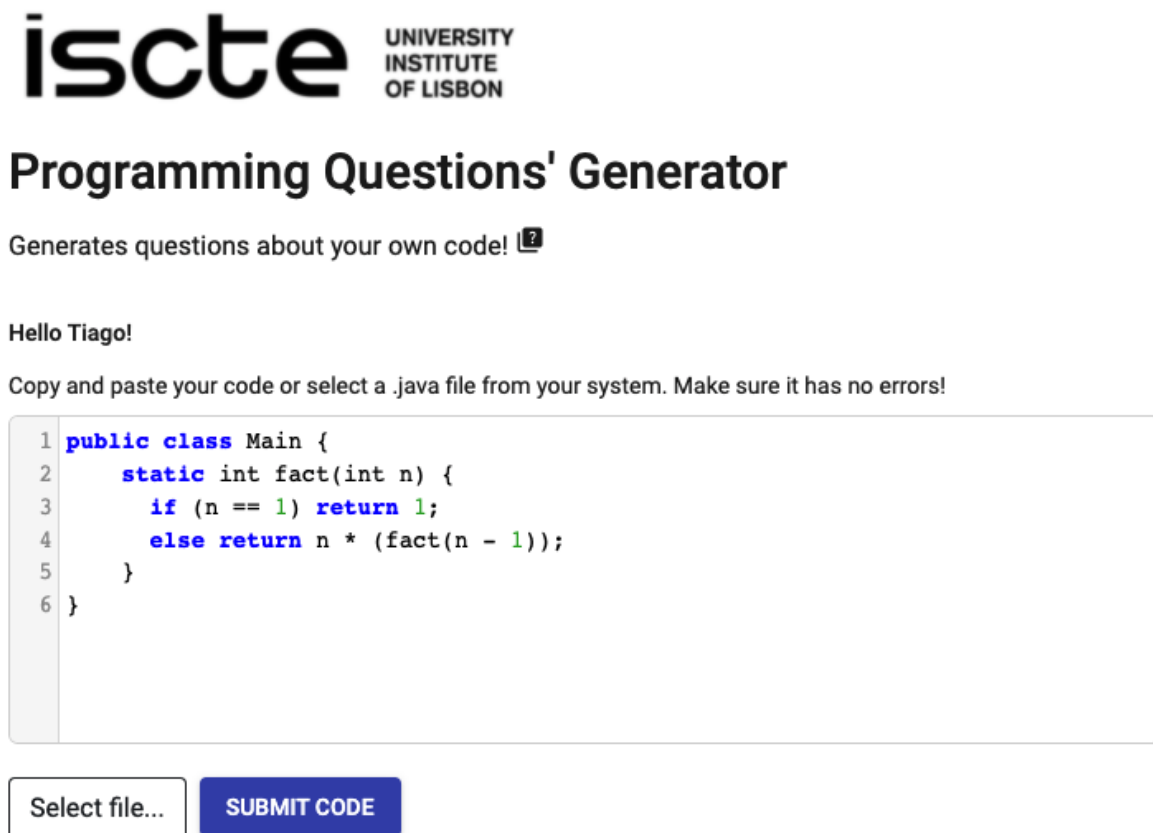 iscte
UNIVERSITY
INSTITUTE
OF LISBON
Programming Questions' Generator
Generates questions about your own code! ?
Hello Tiago!
Copy and paste your code or select a .java file from your system. Make sure it has no errors!
1 public class Main {
2     static int fact(int n) {
3       if (n == 1) return 1;
4       else return n * (fact(n - 1));
5     }
6 }
Select file...
SUBMIT CODE